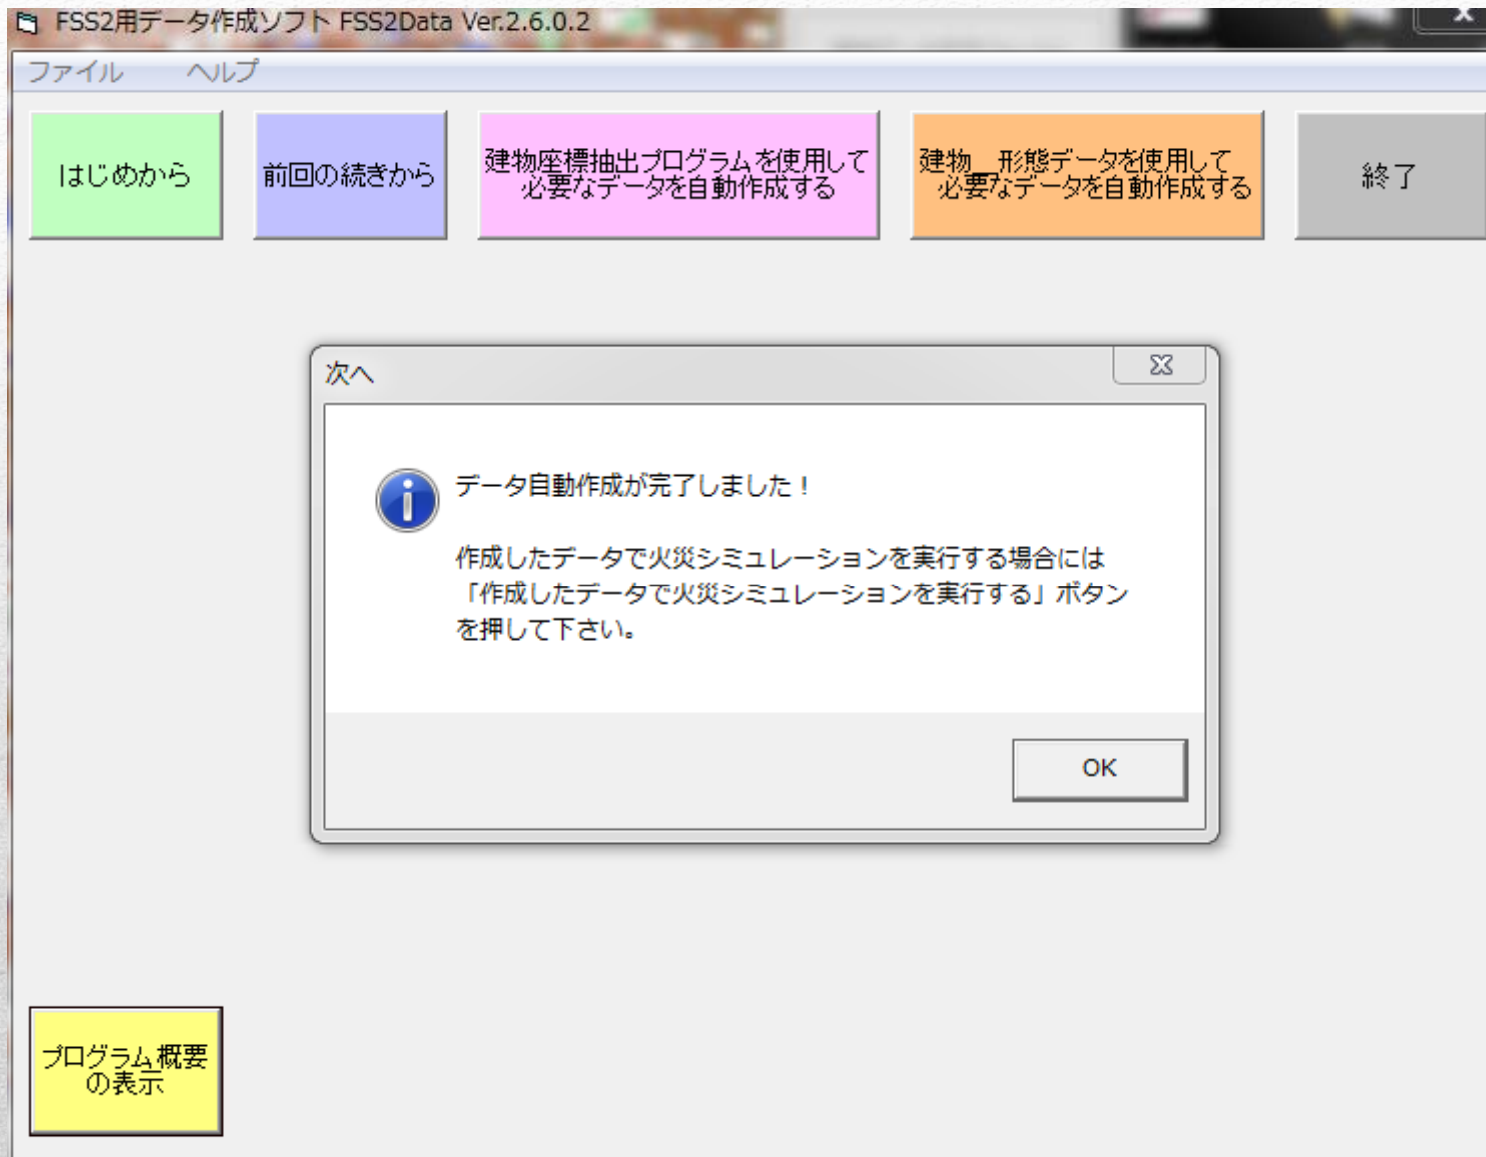 FSS2用データ作成ソフト FSS2Data Ver.2.6.0.2
ファイル ヘルプ
はじめから
前回の続きから
建物座標抽出プログラムを使用して
必要なデータを自動作成する
建物__形態データを使用して
必要なデータを自動作成する
終了
次へ
データ自動作成が完了しました！
作成したデータで火災シミュレーションを実行する場合には
「作成したデータで火災シミュレーションを実行する」ボタン
を押して下さい。
OK
プログラム概要
の表示